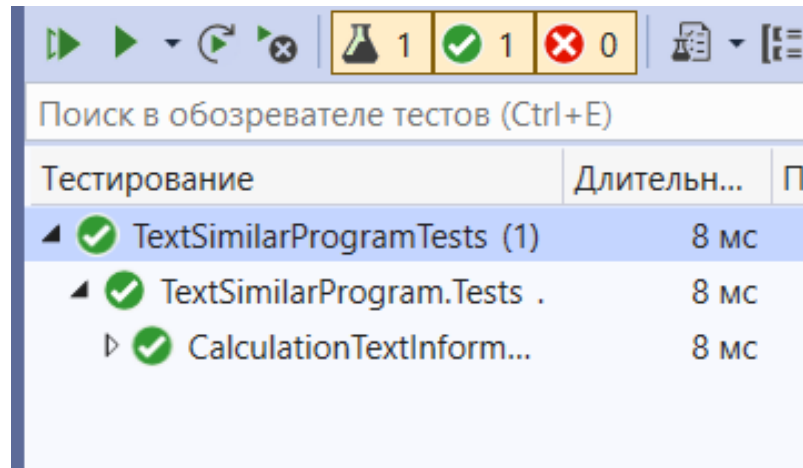 1 1 0
Поиск в обозревателе тестов (Ctrl+E)
Тестирование Длительн... П
TextSimilarProgramTests (1) 8 мс
TextSimilarProgram.Tests . 8 мс
CalculationTextInform... 8 мс